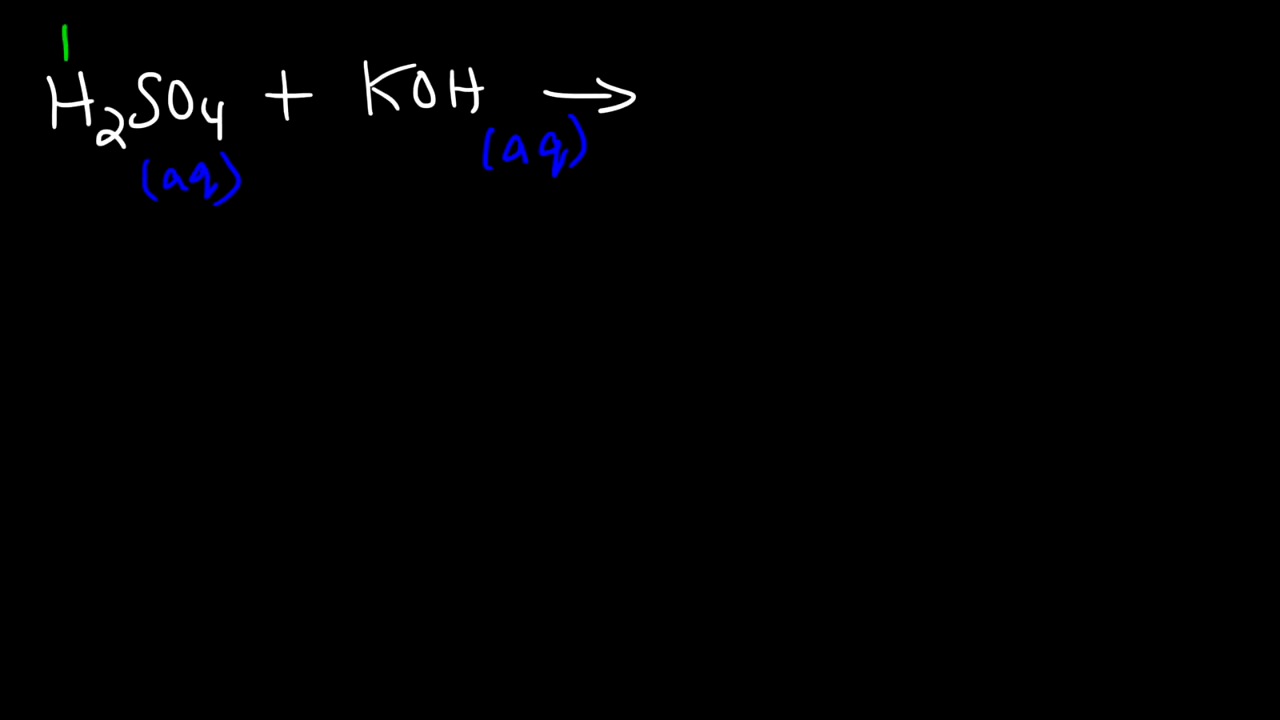 1
H₂SO₄ + KOH →
(aq) (aq)